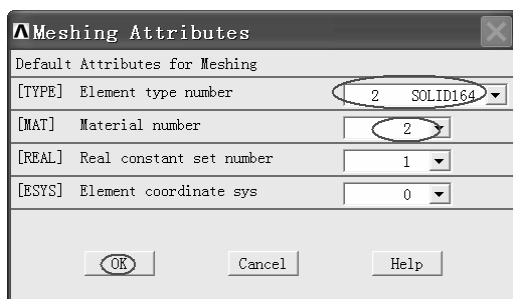 Meshing Attributes
Default Attributes for Meshing
[TYPE] Element type number 2 SOLID164
[MAT] Material number 2
[REAL] Real constant set number 1
[ESYS] Element coordinate sys 0
OK Cancel Help